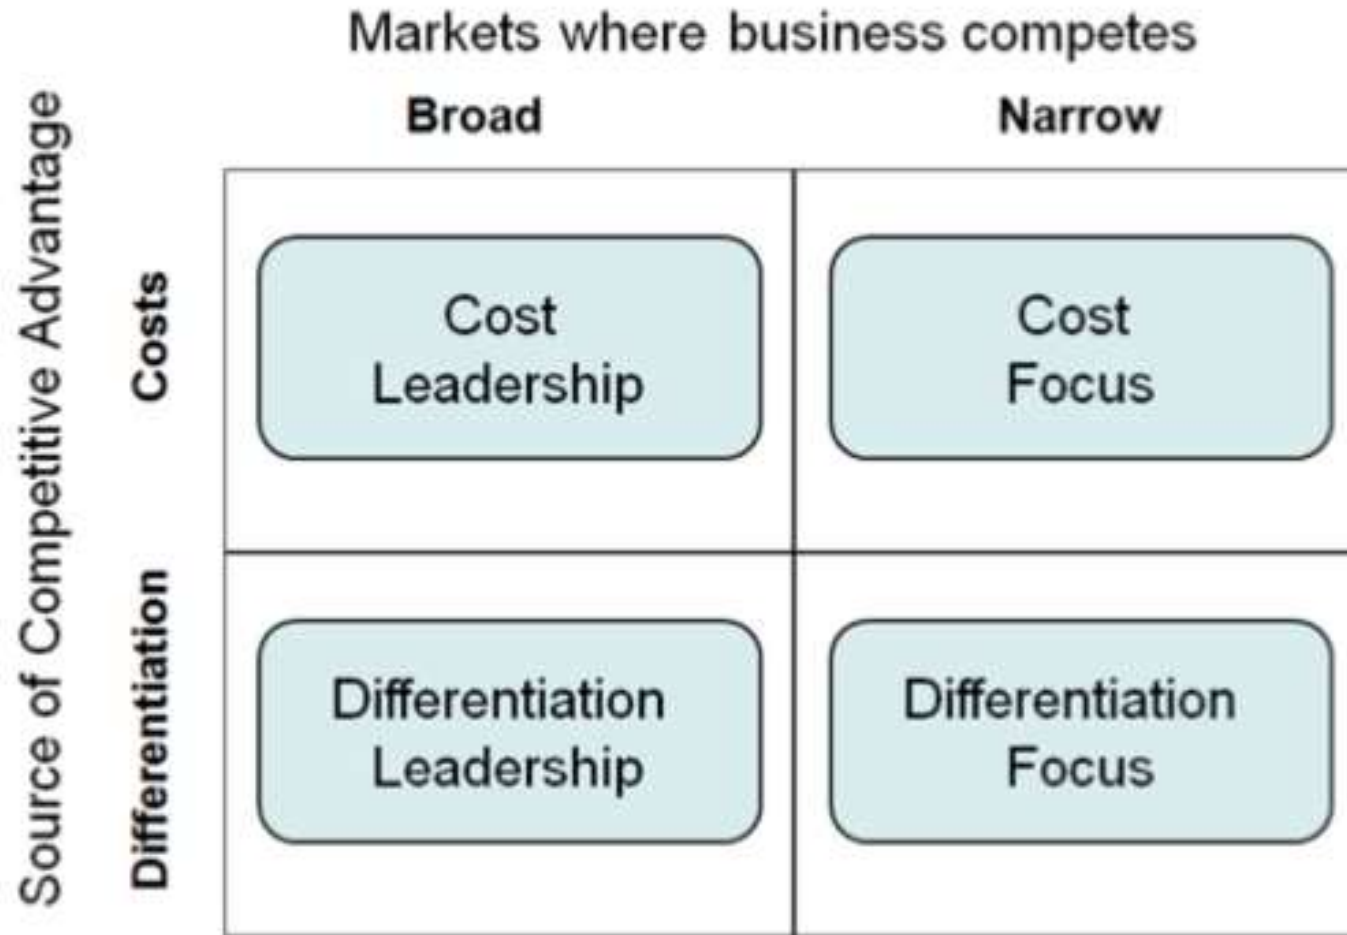 Markets where business competes
Broad
Narrow
Source of Competitive Advantage
Costs
Cost
Leadership
Cost
Focus
Differentiation
Differentiation
Leadership
Differentiation
Focus